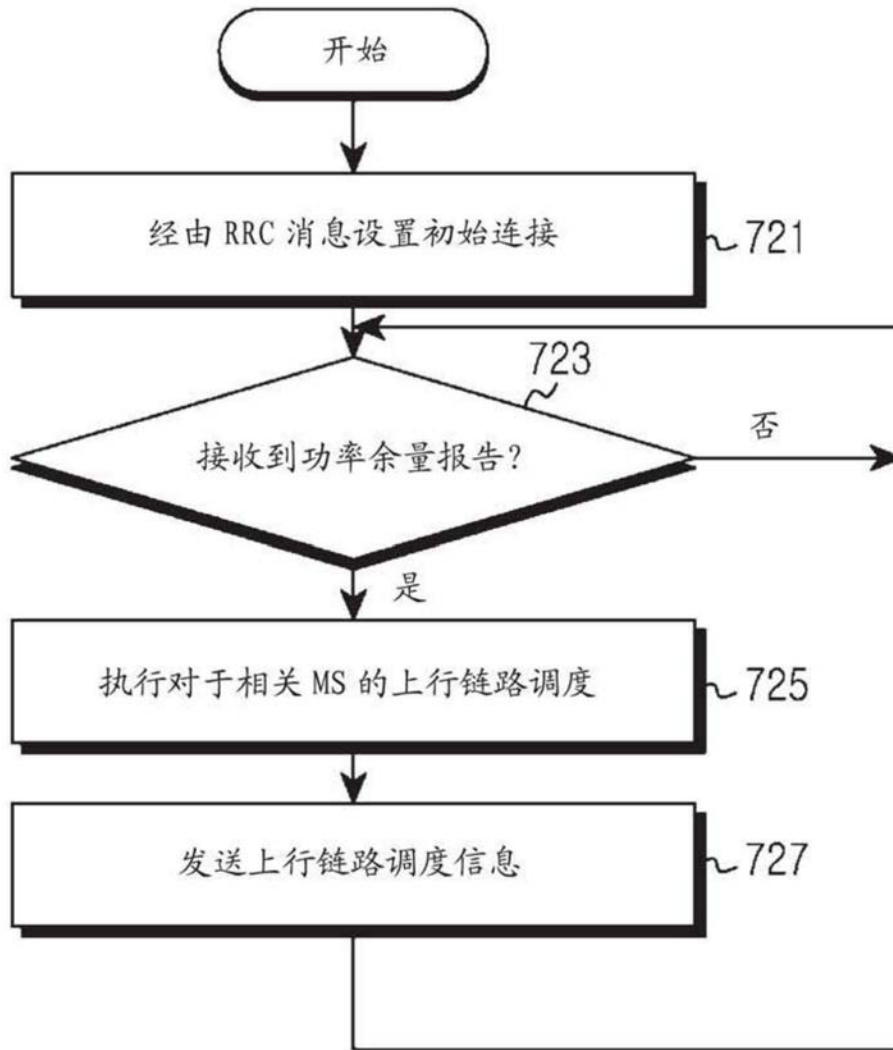 开始
经由 RRC 消息设置初始连接
721
723
接收到功率余量报告?
否
是
执行对于相关 MS 的上行链路调度
725
发送上行链路调度信息
727